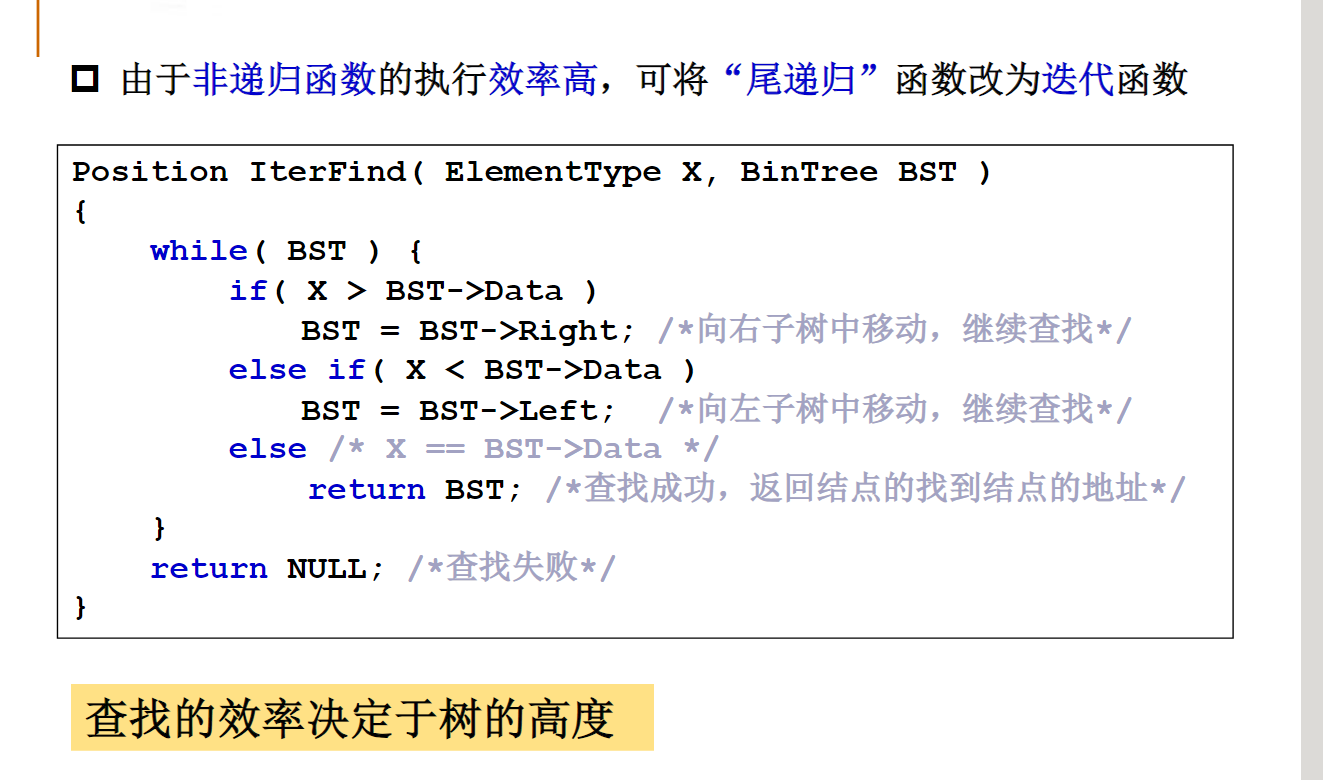 由于非递归函数的执行效率高，可将“尾递归”函数改为迭代函数
Position IterFind( ElementType X, BinTree BST )
{
    while( BST ) {
        if( X > BST->Data )
            BST = BST->Right; /*向右子树中移动，继续查找*/
        else if( X < BST->Data )
            BST = BST->Left;  /*向左子树中移动，继续查找*/
        else /* X == BST->Data */
            return BST; /*查找成功，返回结点的找到结点的地址*/
    }
    return NULL; /*查找失败*/
}
查找的效率决定于树的高度